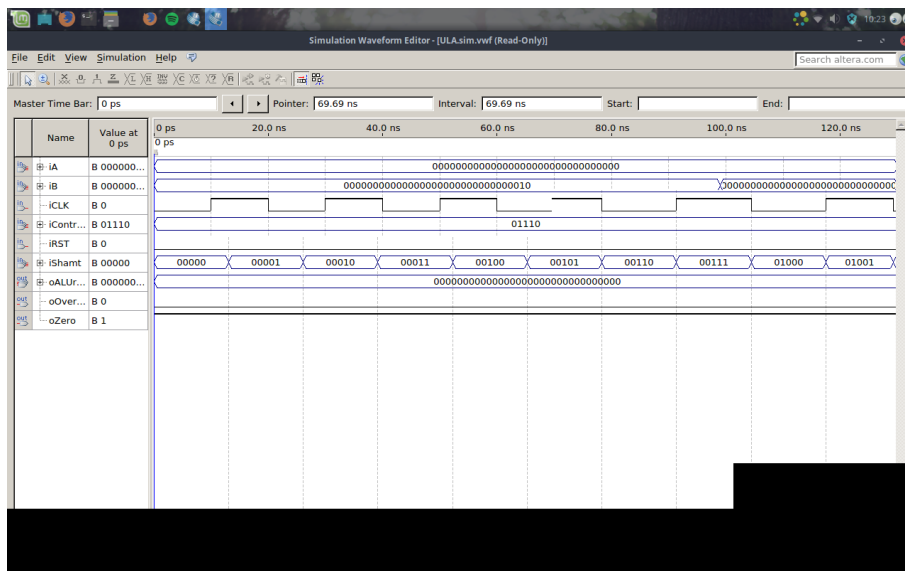 10:23
Simulation Waveform Editor - [ULA.sim.vwf (Read-Only)]
File Edit View Simulation Help
Search altera.com
Master Time Bar: 0 ps Pointer: 69.69 ns Interval: 69.69 ns Start: End:
Name Value at 0 ps
0 ps 20.0 ns 40.0 ns 60.0 ns 80.0 ns 100.0 ns 120.0 ns
0 ps
iA B 000000... 00000000000000000000000000000000
iB B 000000... 00000000000000000000000000000010
iCLK B 0
iContr... B 01110 01110
iRST B 0
iShamt B 00000 00000 00001 00010 00011 00100 00101 00110 00111 01000 01001
oALUr... B 000000... 00000000000000000000000000000000
oOver... B 0
oZero B 1